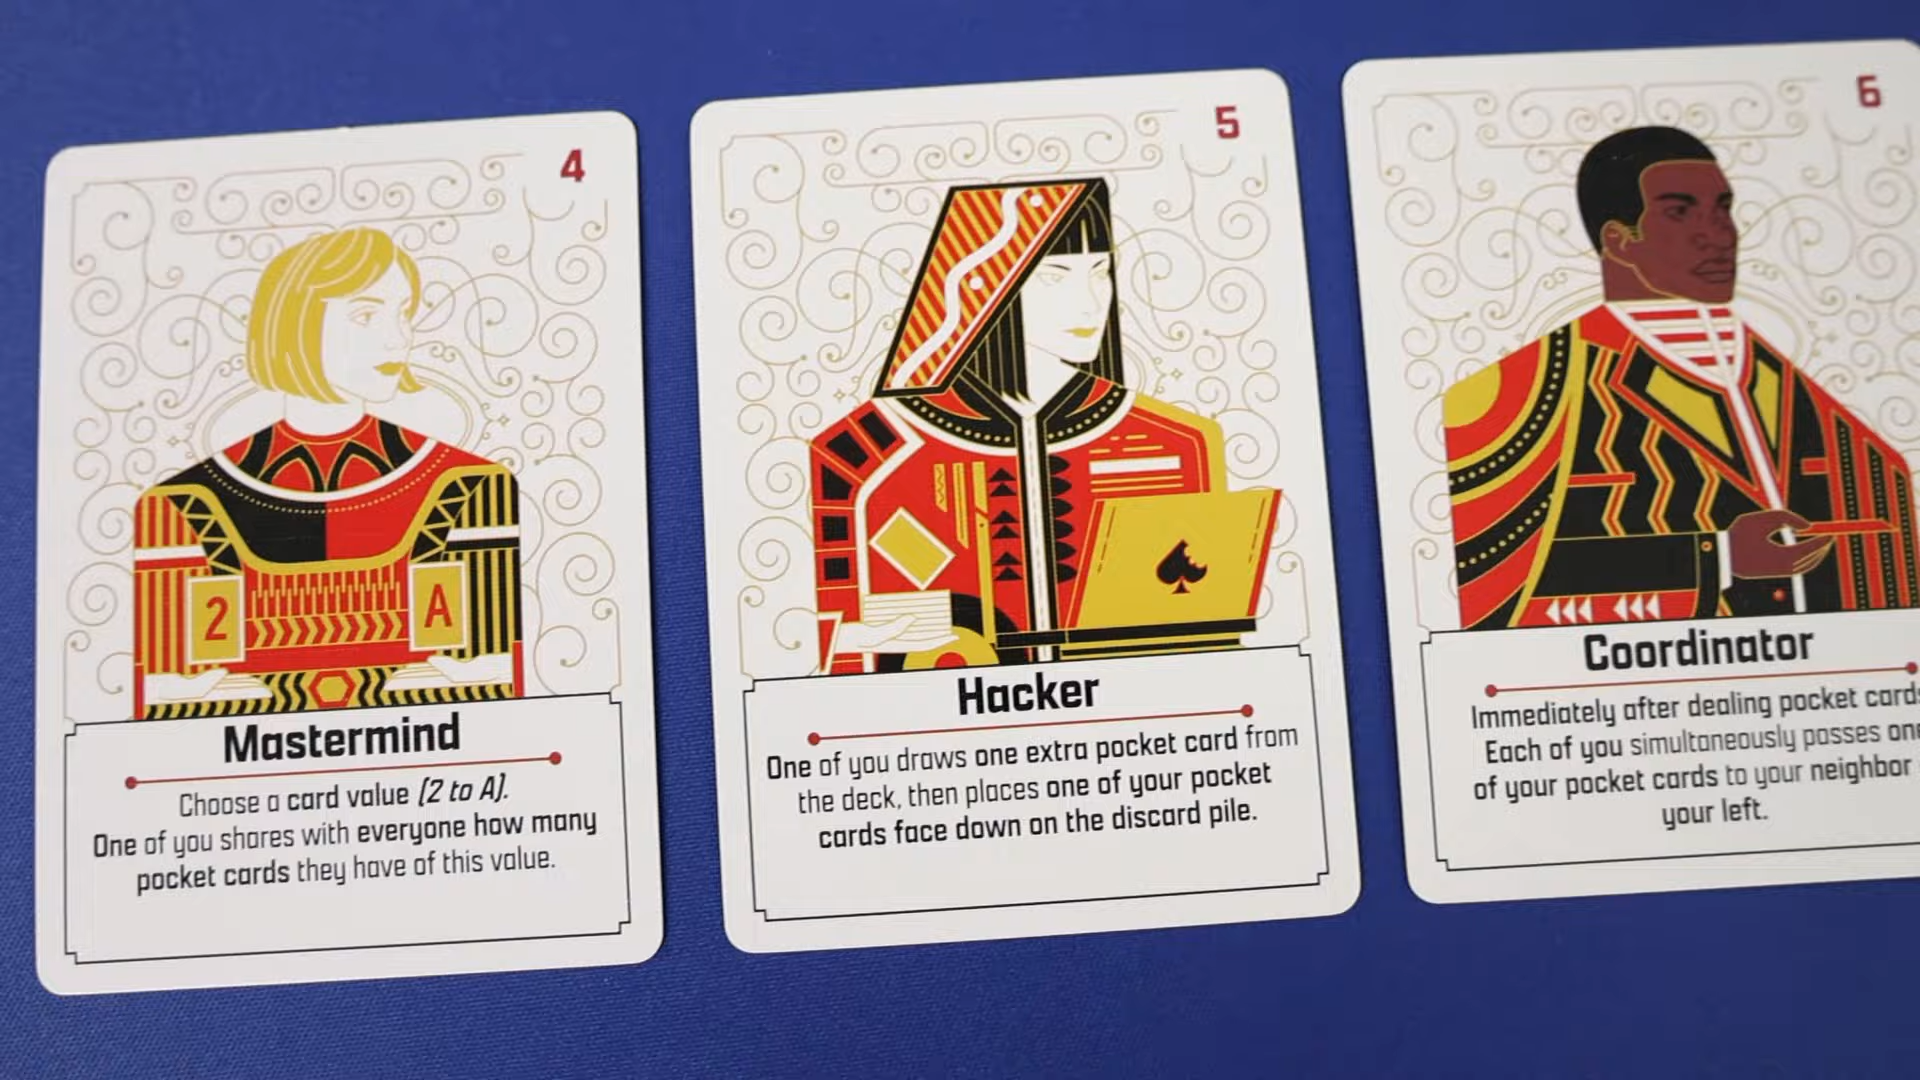 4
2
A
Mastermind
Choose a card value (2 to A).
One of you shares with everyone how many
pocket cards they have of this value.
5
Hacker
One of you draws one extra pocket card from
the deck, then places one of your pocket
cards face down on the discard pile.
6
Coordinator
Immediately after dealing pocket cards
Each of you simultaneously passes one
of your pocket cards to your neighbor
your left.